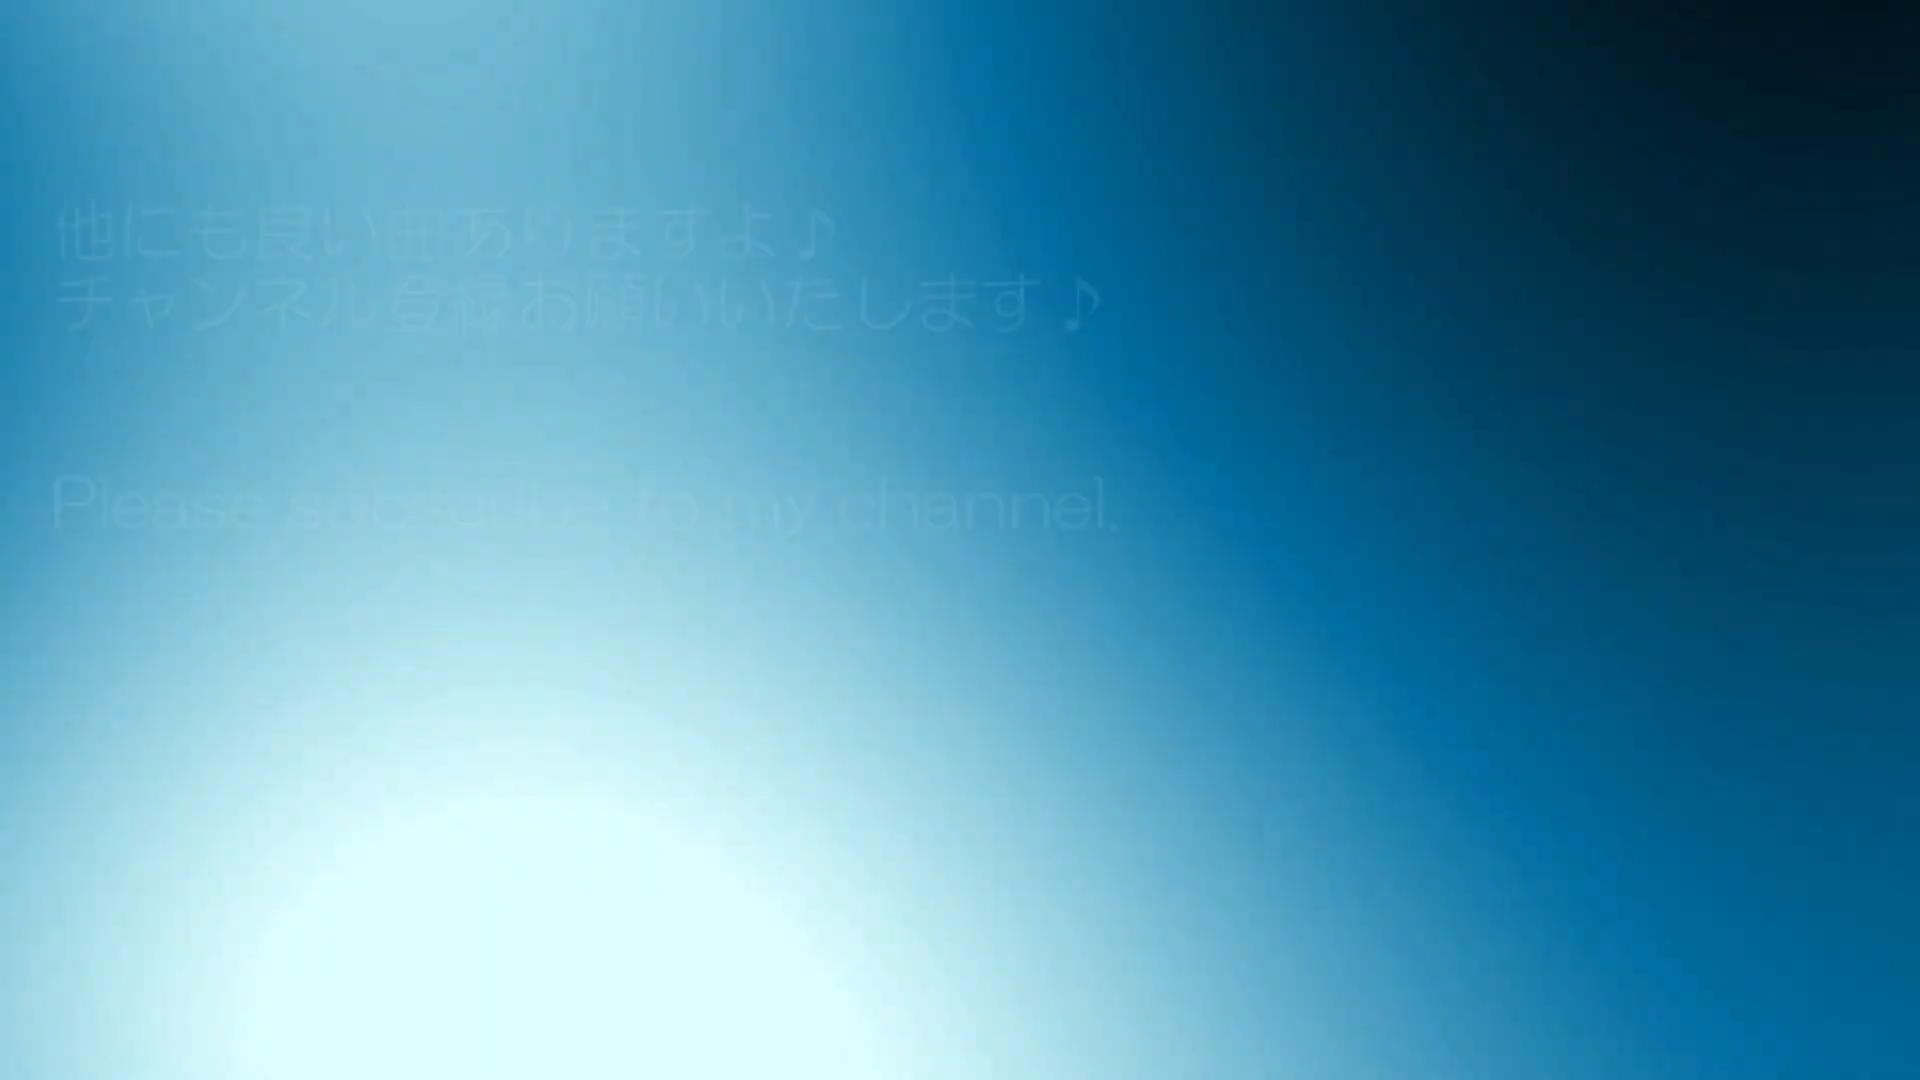 他にも良い曲ありますよ♪
チャンネル登録お願いいたします♪
Please subscribe to my channel.